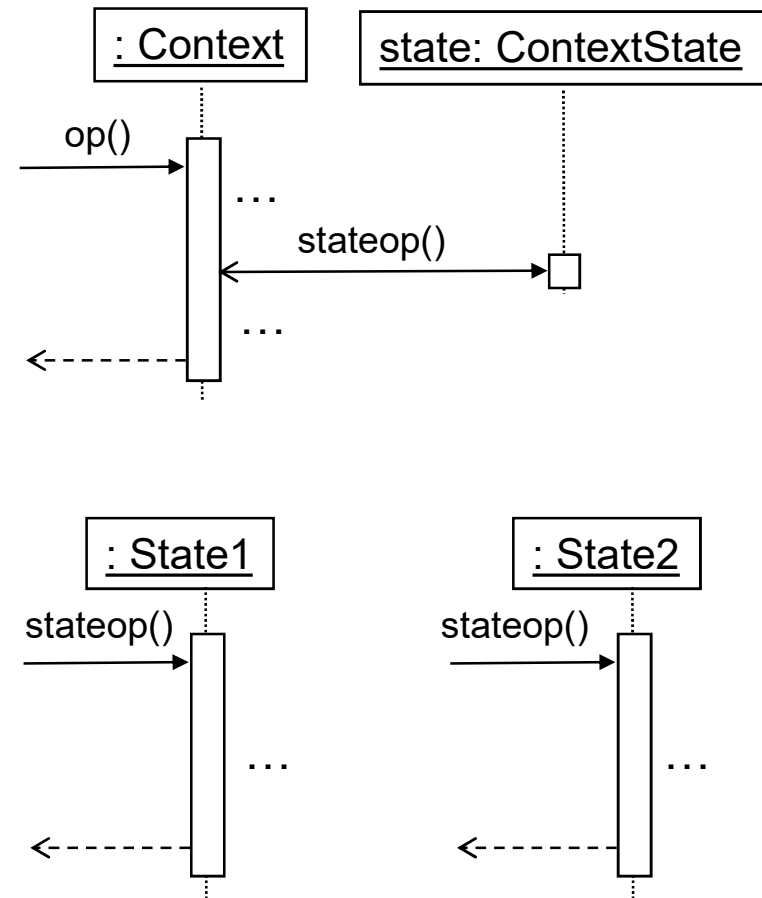 : Context
state: ContextState
op()
...
stateop()
...
: State1
: State2
stateop()
stateop()
...
...